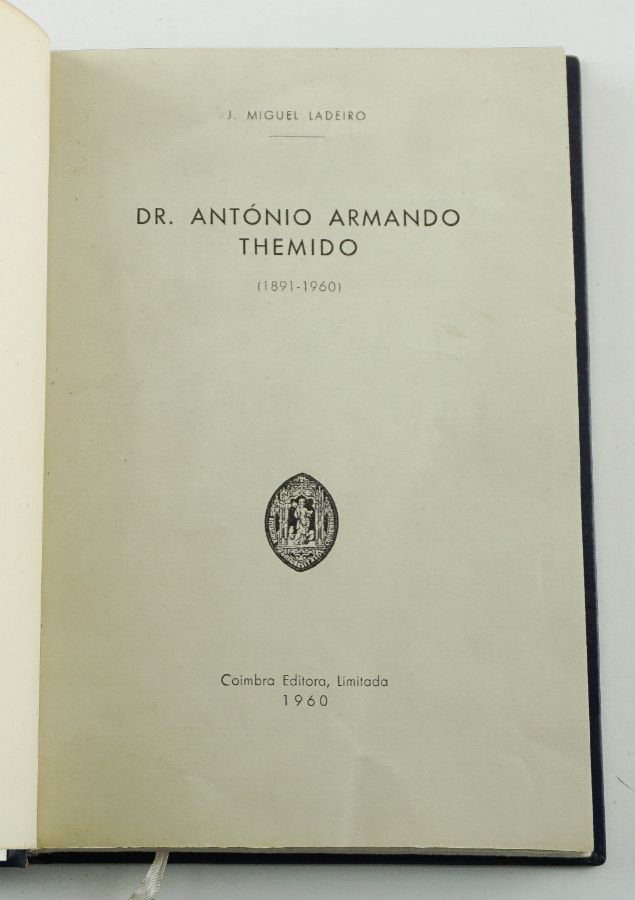 J. MIGUEL LADEIRO
DR. ANTÓNIO ARMANDO
THEMIDO
(1891-1960)
Coimbra Editora, Limitada
1960